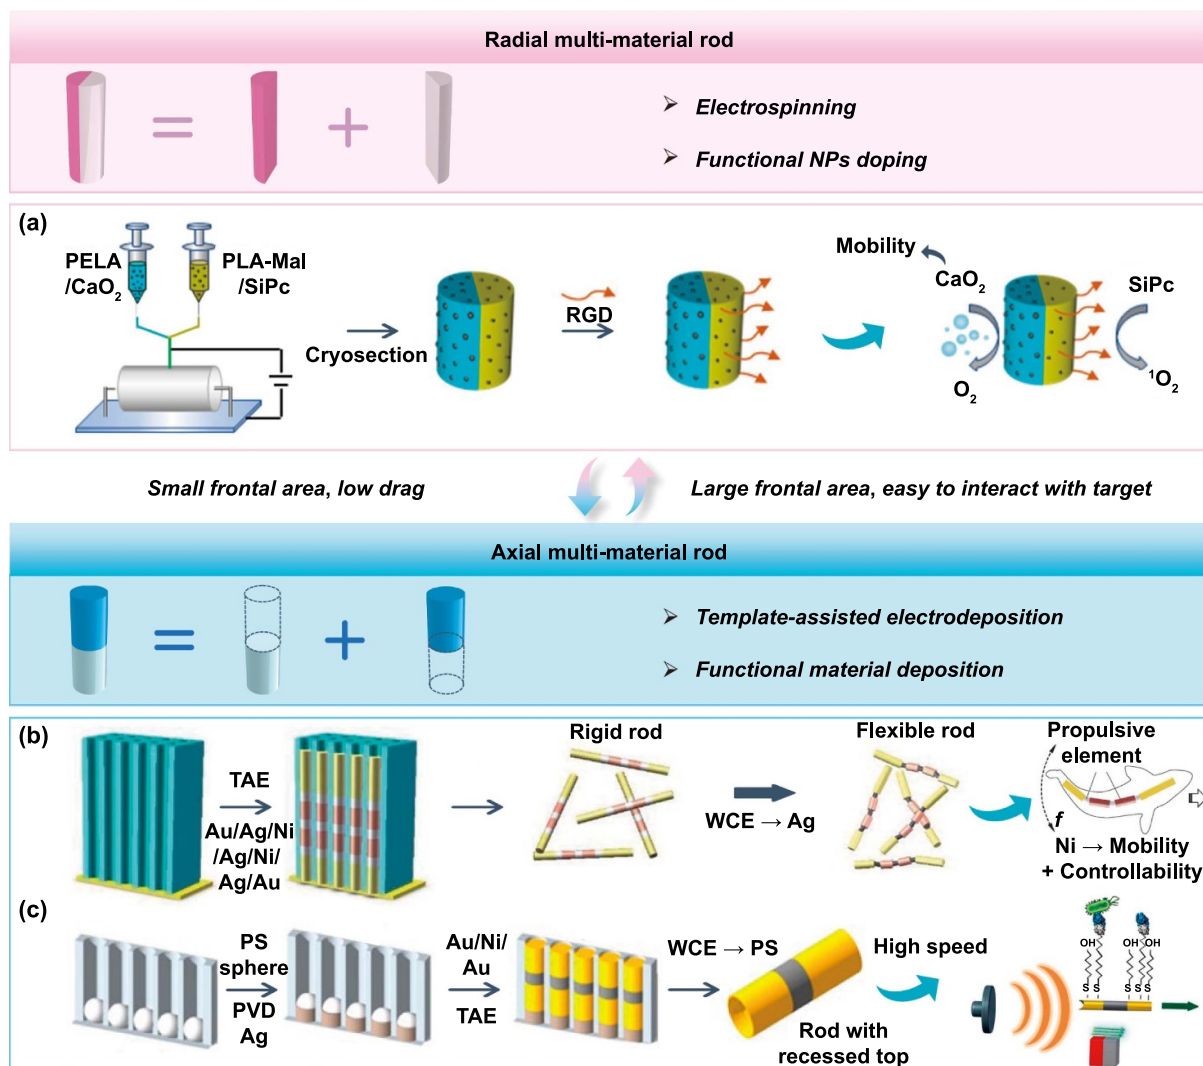 Radial multi-material rod
➢ Electrospinning
➢ Functional NPs doping
(a)
PELA
/CaO₂
PLA-Mal
/SiPc
Cryosection
RGD
Mobility
CaO₂
O₂
SiPc
¹O₂
Small frontal area, low drag
Large frontal area, easy to interact with target
Axial multi-material rod
➢ Template-assisted electrodeposition
➢ Functional material deposition
(b)
TAE
Au/Ag/Ni
/Ag/Ni/
Ag/Au
Rigid rod
WCE → Ag
Flexible rod
Propulsive
element
f
Ni → Mobility
+ Controllability
(c)
PS
sphere
PVD
Ag
Au/Ni/
Au
TAE
WCE → PS
Rod with
recessed top
High speed
OH
OH OH
S S
S S S